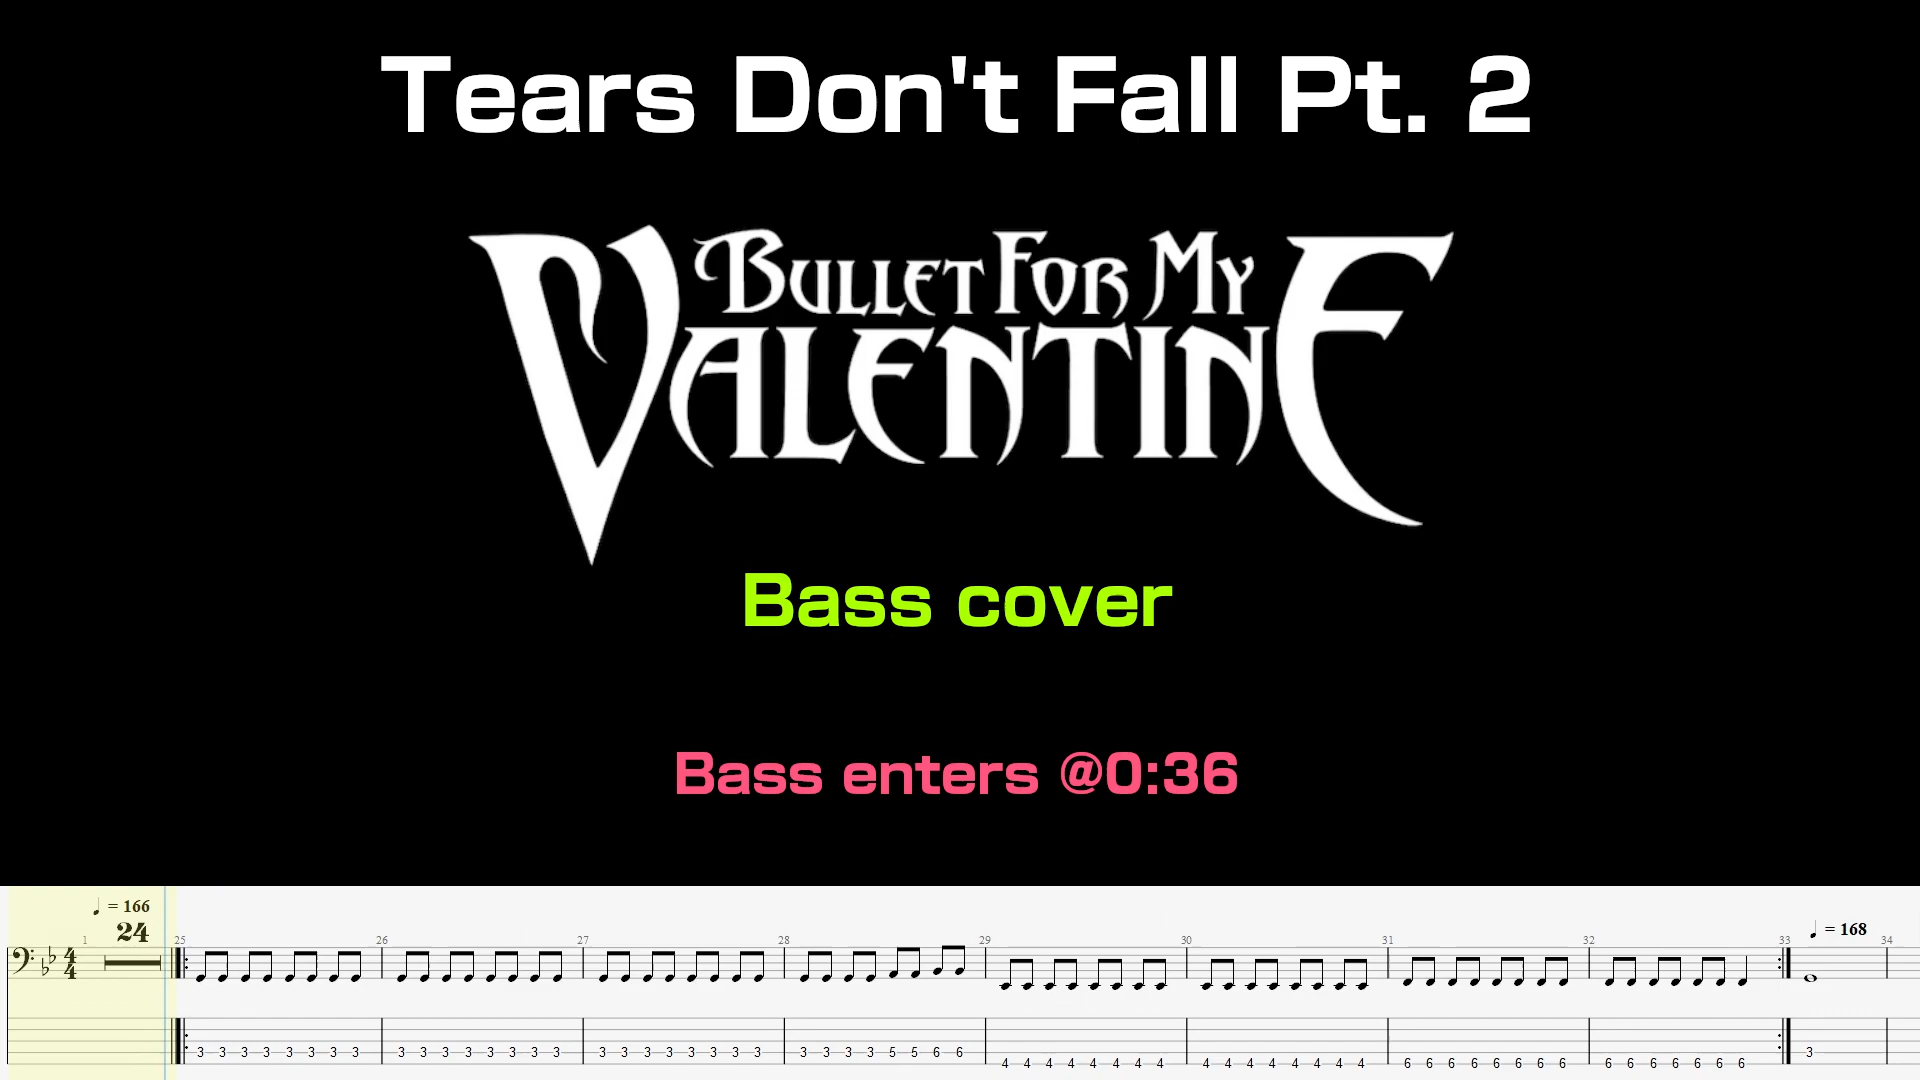 Tears Don't Fall Pt. 2
BULLET FOR MY
VALENTINE
Bass cover
Bass enters @0:36
♩ = 166
24
♩ = 168
1 25 26 27 28 29 30 31 32 33 34
4
4
3 3 3 3 3 3 3 3 3 3 3 3 3 3 3 3 3 3 3 3 3 3 3 3 3 3 3 3 5 5 6 6 3
4 4 4 4 4 4 4 4 4 4 4 4 4 4 4 4 6 6 6 6 6 6 6 6 6 6 6 6 6 6 6